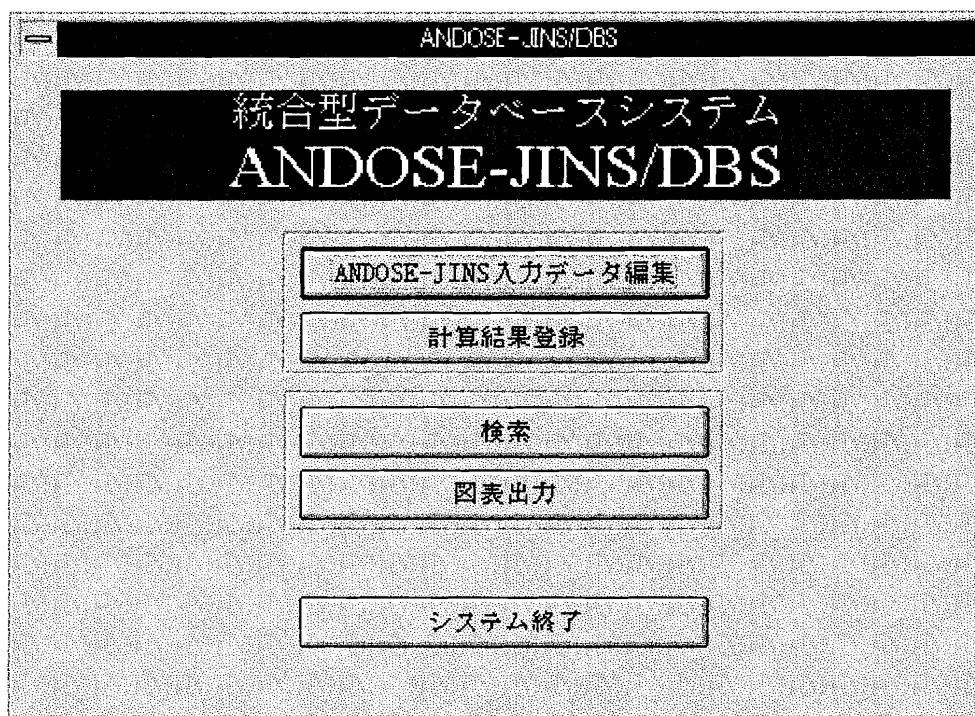 ANDOSE-JINS/DBS
統合型データベースシステム
ANDOSE-JINS/DBS
ANDOSE-JINS入力データ編集
計算結果登録
検索
図表出力
システム終了